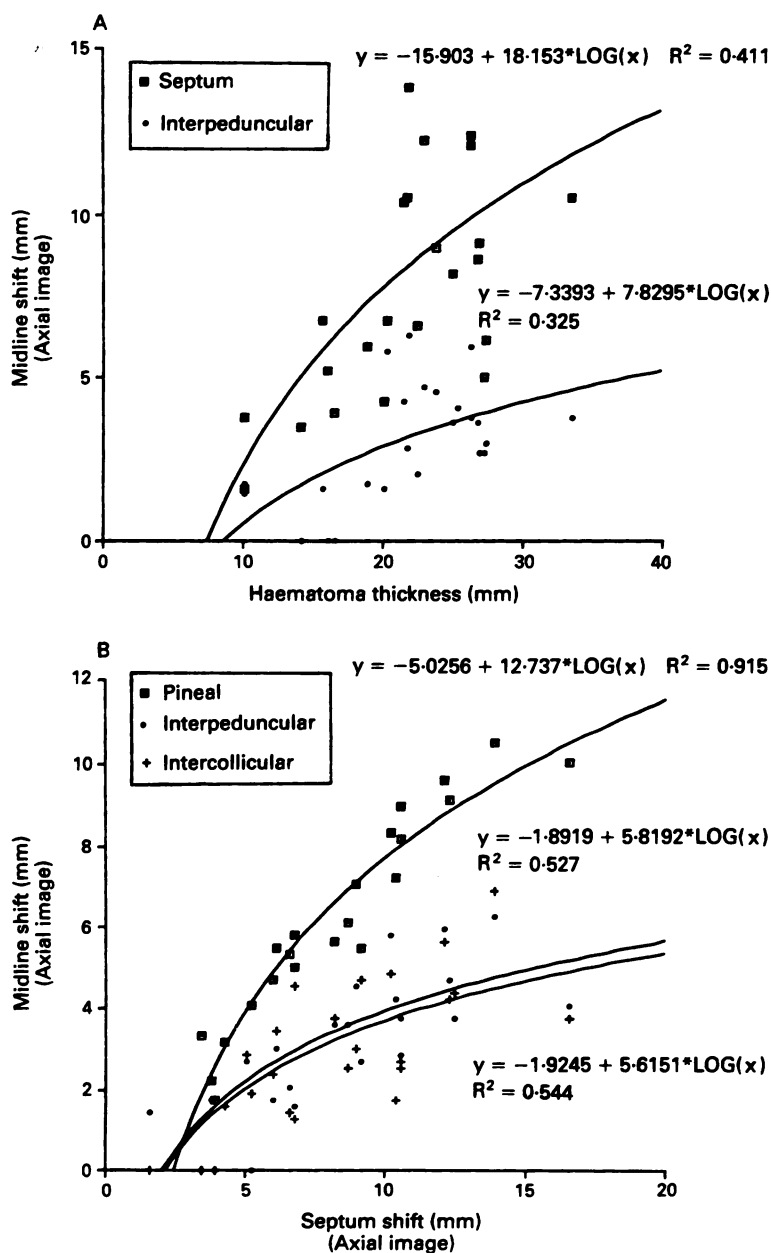 A
y = −15·903 + 18·153*LOG(x) R² = 0·411
15
10
5
0
Midline shift (mm)
(Axial image)
Septum
Interpeduncular
y = −7·3393 + 7·8295*LOG(x)
R² = 0·325
0 10 20 30 40
Haematoma thickness (mm)
B
y = −5·0256 + 12·737*LOG(x) R² = 0·915
12
10
8
6
4
2
0
Midline shift (mm)
(Axial image)
Pineal
Interpeduncular
Intercollicular
y = −1·8919 + 5·8192*LOG(x)
R² = 0·527
y = −1·9245 + 5·6151*LOG(x)
R² = 0·544
0 5 10 15 20
Septum shift (mm)
(Axial image)